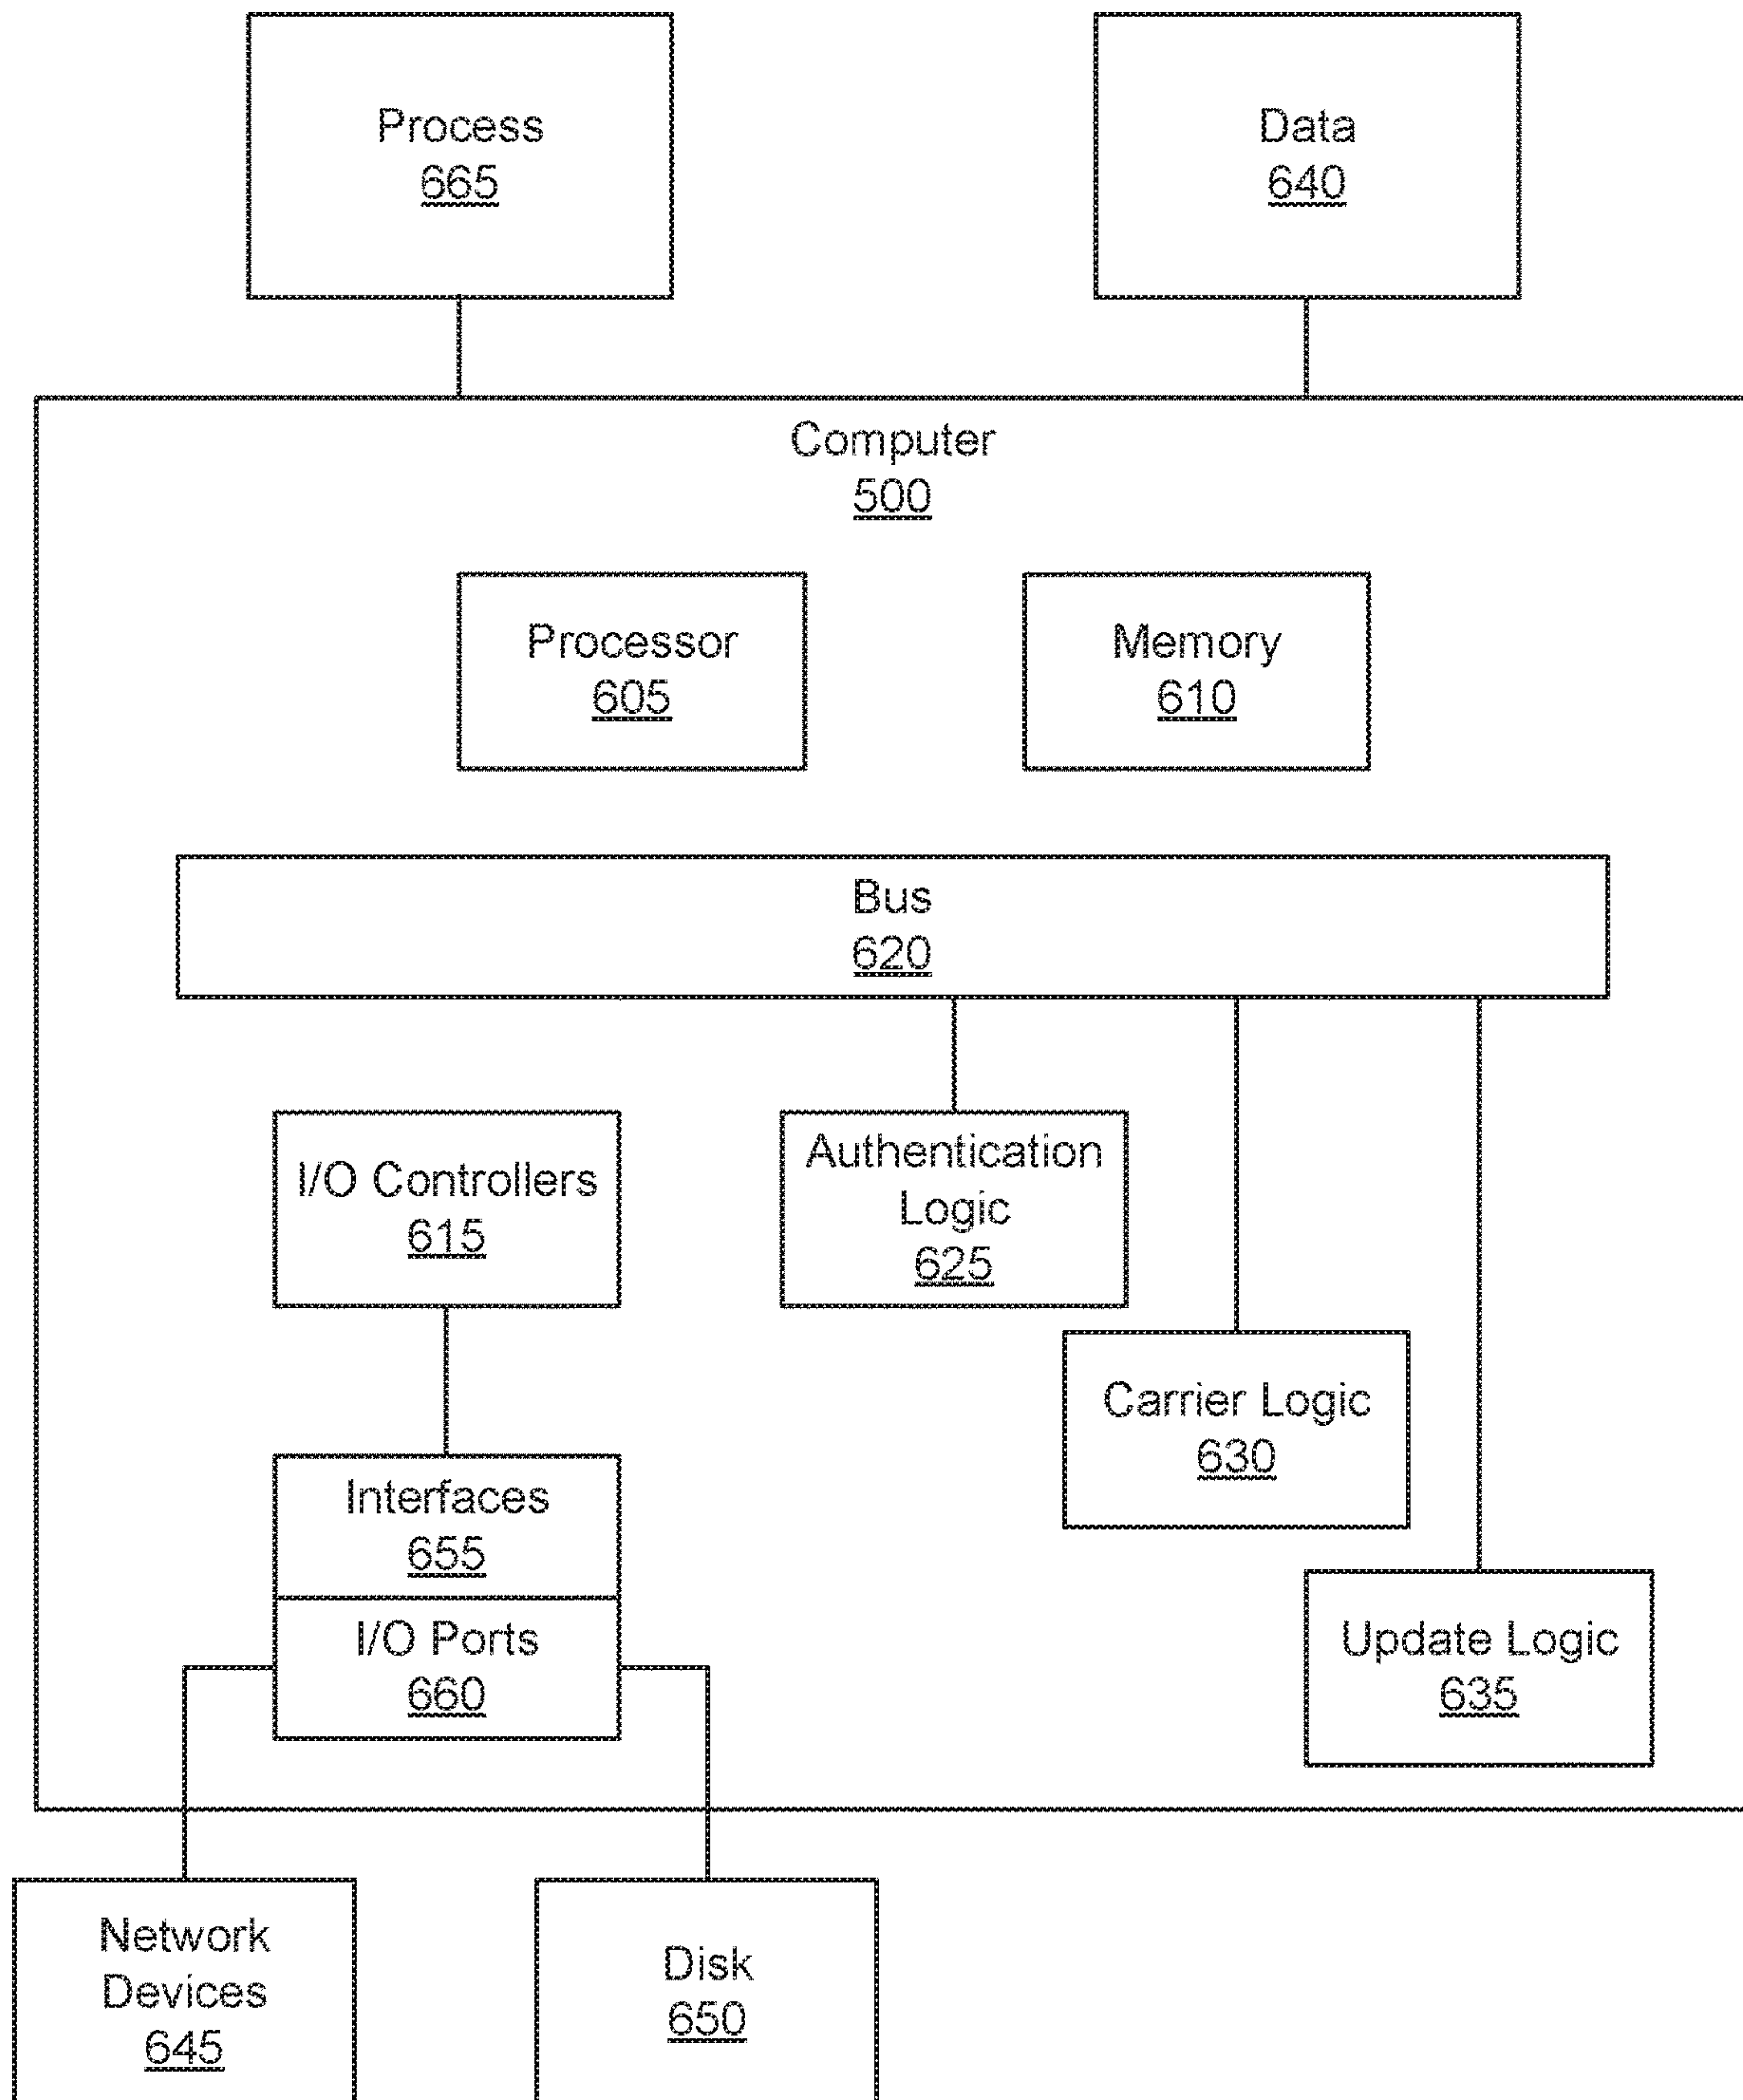 Process
665
Data
640
Computer
500
Processor
605
Memory
610
Bus
620
I/O Controllers
615
Authentication
Logic
625
Carrier Logic
630
Interfaces
655
I/O Ports
660
Update Logic
635
Network
Devices
645
Disk
650